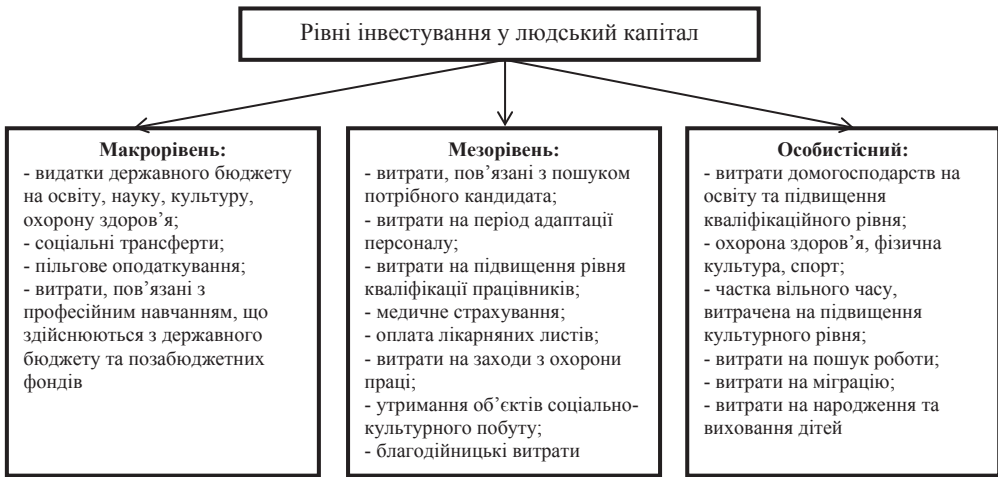 Рівні інвестування у людський капітал
Макрорівень:
- видатки державного бюджету
на освіту, науку, культуру,
охорону здоров’я;
- соціальні трансферти;
- пільгове оподаткування;
- витрати, пов’язані з
професійним навчанням, що
здійснюються з державного
бюджету та позабюджетних
фондів
Мезорівень:
- витрати, пов’язані з пошуком
потрібного кандидата;
- витрати на період адаптації
персоналу;
- витрати на підвищення рівня
кваліфікації працівників;
- медичне страхування;
- оплата лікарняних листів;
- витрати на заходи з охорони
праці;
- утримання об’єктів соціально-
культурного побуту;
- благодійницькі витрати
Особистісний:
- витрати домогосподарств на
освіту та підвищення
кваліфікаційного рівня;
- охорона здоров’я, фізична
культура, спорт;
- частка вільного часу,
витрачена на підвищення
культурного рівня;
- витрати на пошук роботи;
- витрати на міграцію;
- витрати на народження та
виховання дітей